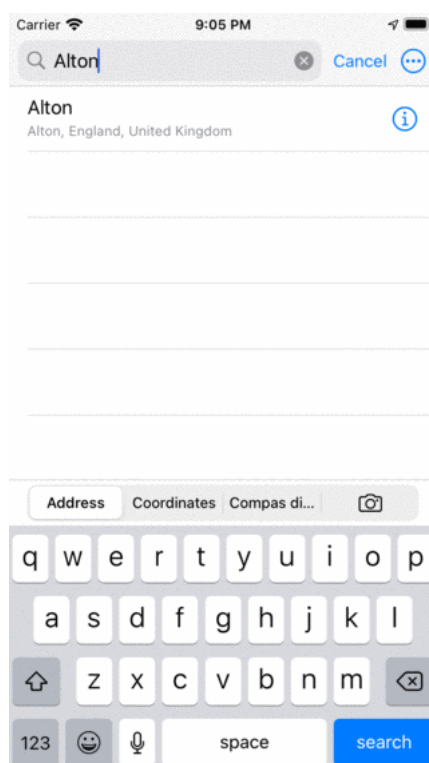 Carrier 9:05 PM
Alton Cancel
Alton
Alton, England, United Kingdom
Address Coordinates Compas di...
q w e r t y u i o p
a s d f g h j k l
z x c v b n m
123 space search